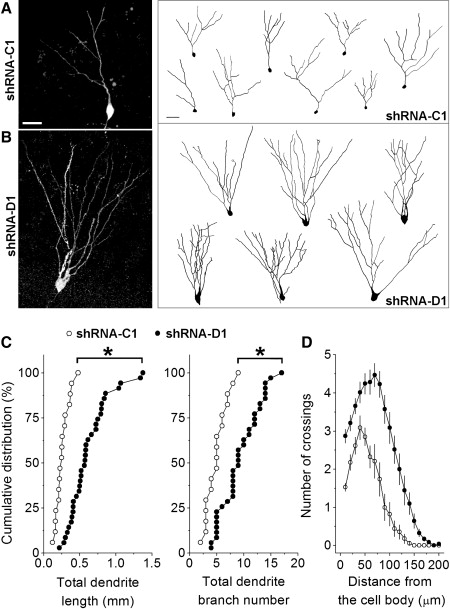 A
shRNA-C1
shRNA-C1
B
shRNA-D1
shRNA-D1
C
shRNA-C1
shRNA-D1
D
Cumulative distribution (%)
100
75
50
25
0
*
0.0
0.5
1.0
1.5
Total dendrite
length (mm)
100
75
50
25
0
*
0
5
10
15
20
Total dendrite
branch number
Number of crossings
5
4
3
2
1
0
0
50
100
150
200
Distance from
the cell body (μm)